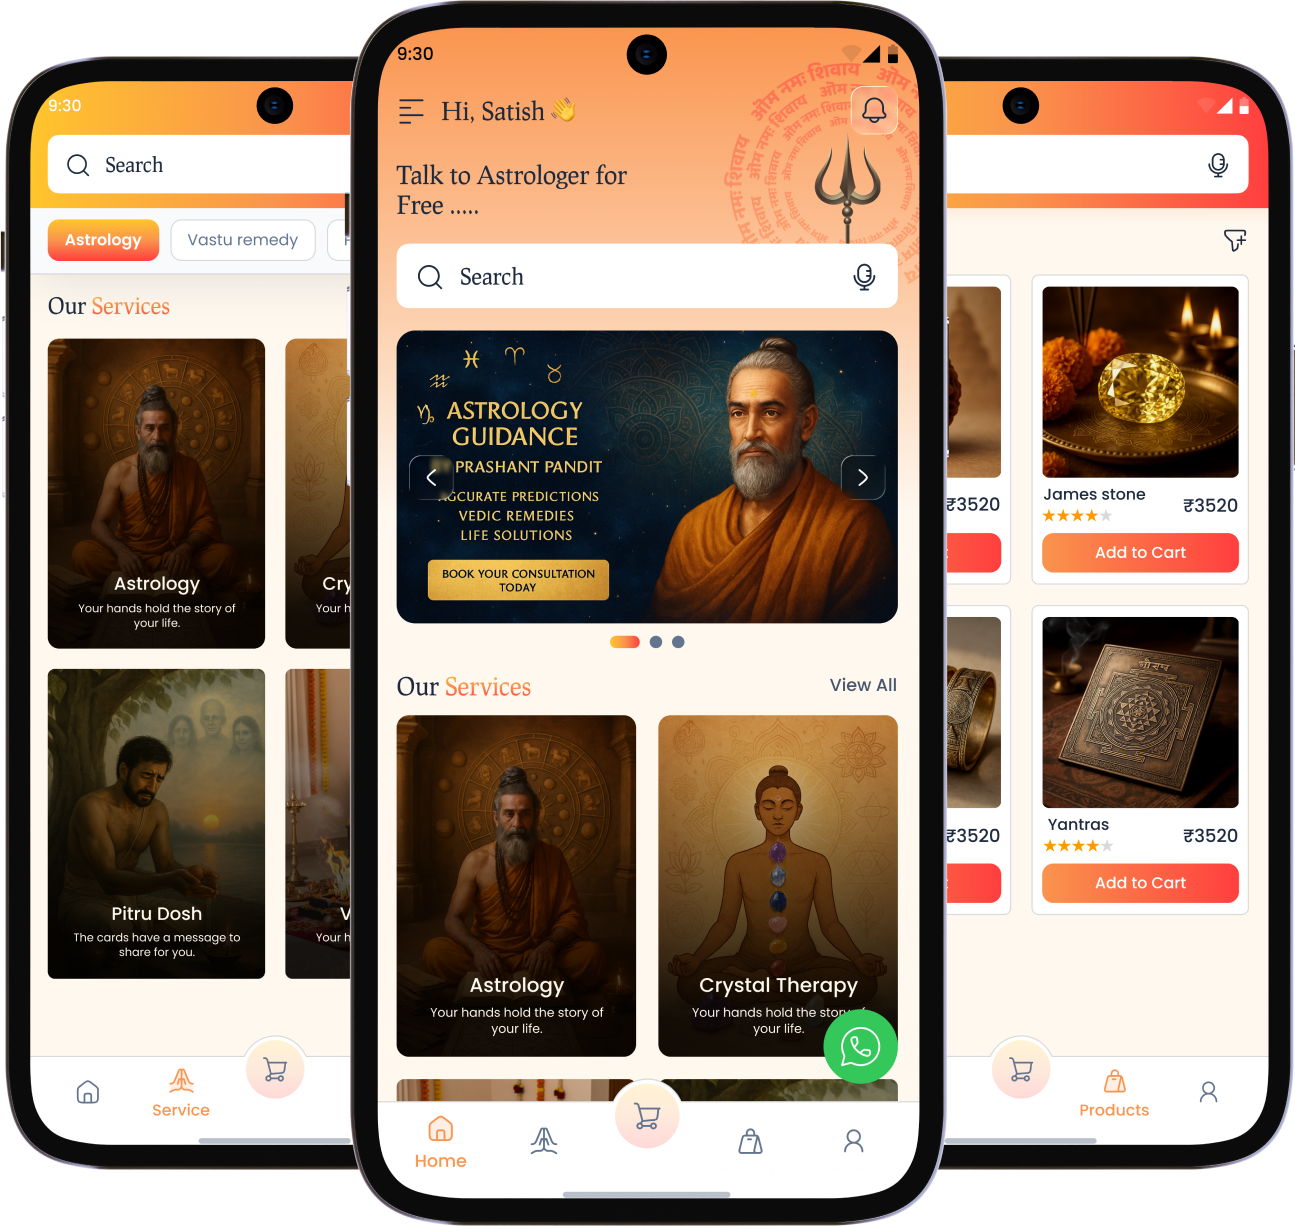 9:30
Search
Astrology
Vastu remedy
Our Services
Astrology
Your hands hold the story of
your life.
Cry
Your h
Pitru Dosh
The cards have a message to
share for you.
V
Your h
Service
9:30
Hi, Satish 👋
ओम नमः शिवाय
Talk to Astrologer for
Free .....
Search
ASTROLOGY
GUIDANCE
PRASHANT PANDIT
ACCURATE PREDICTIONS
VEDIC REMEDIES
LIFE SOLUTIONS
BOOK YOUR CONSULTATION
TODAY
Our Services
View All
Astrology
Your hands hold the story of
your life.
Crystal Therapy
Your hands hold the story of
your life.
Home
₹3520
James stone
₹3520
Add to Cart
₹3520
Yantras
₹3520
Add to Cart
Products